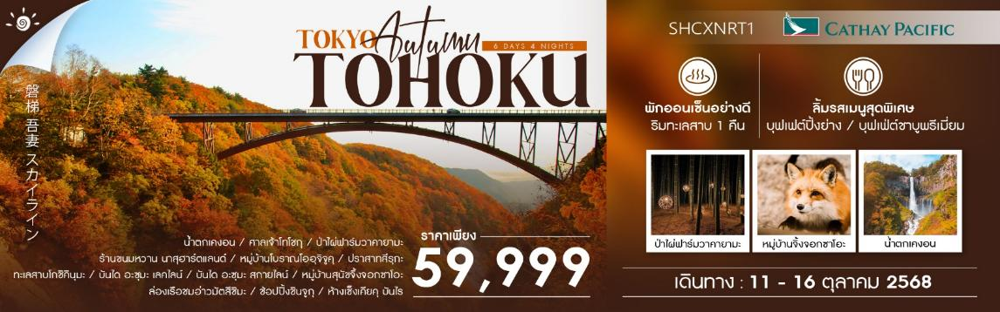 TOKYO Autumn
6 DAYS 4 NIGHTS
TOHOKU
磐梯 吾妻 スカイライン
น้ำตกเคงอน / ศาลเจ้าโทโชกุ / ป่าไผ่ฟาร์มวาคายามะ
ร้านขนมหวาน นาสุฮาร์ตแลนด์ / หมู่บ้านโบราณโออุจิจุคุ / ปราสาทสึรุกะ
ทะเลสาบโกชิคินุมะ / บันได อะซุมะ เลคไลน์ / บันได อะซุมะ สกายไลน์ / หมู่บ้านสุนัขจิ้งจอกซาโอะ
ล่องเรือชมอ่าวมัตสึชิมะ / ช้อปปิ้งชินจูกุ / ห้างเซ็งเคียคุ บันไร
ราคาเพียง
59,999
SHCXNRT1
CATHAY PACIFIC
พักออนเซ็นอย่างดี
ริมทะเลสาบ 1 คืน
ลิ้มรสเมนูสุดพิเศษ
บุฟเฟต์ปิ้งย่าง / บุฟเฟ่ต์ชาบูพรีเมี่ยม
ป่าไผ่ฟาร์มวาคายามะ
หมู่บ้านจิ้งจอกซาโอะ
น้ำตกเคงอน
เดินทาง : 11 - 16 ตุลาคม 2568